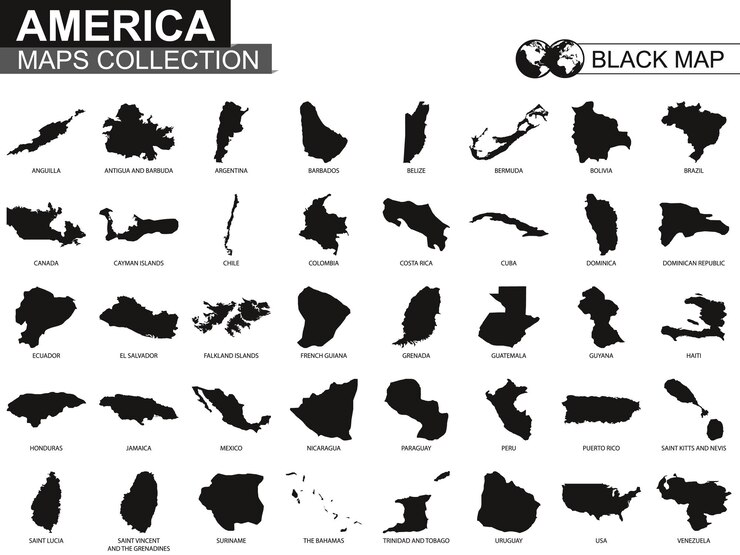 AMERICA
MAPS COLLECTION
BLACK MAP
ANGUILLA
ANTIGUA AND BARBUDA
ARGENTINA
BARBADOS
BELIZE
BERMUDA
BOLIVIA
BRAZIL
CANADA
CAYMAN ISLANDS
CHILE
COLOMBIA
COSTA RICA
CUBA
DOMINICA
DOMINICAN REPUBLIC
ECUADOR
EL SALVADOR
FALKLAND ISLANDS
FRENCH GUIANA
GRENADA
GUATEMALA
GUYANA
HAITI
HONDURAS
JAMAICA
MEXICO
NICARAGUA
PARAGUAY
PERU
PUERTO RICO
SAINT KITTS AND NEVIS
SAINT LUCIA
SAINT VINCENT
AND THE GRENADINES
SURINAME
THE BAHAMAS
TRINIDAD AND TOBAGO
URUGUAY
USA
VENEZUELA